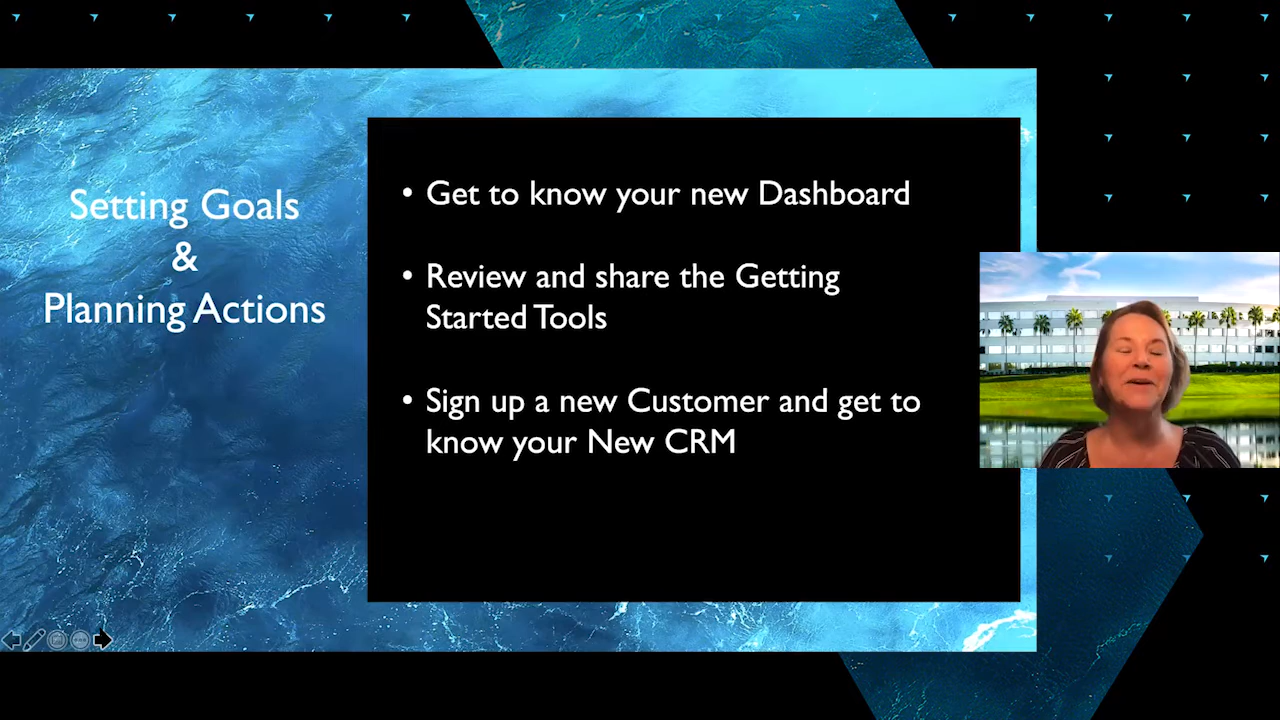 Setting Goals
&
Planning Actions
• Get to know your new Dashboard
• Review and share the Getting
Started Tools
• Sign up a new Customer and get to
know your New CRM